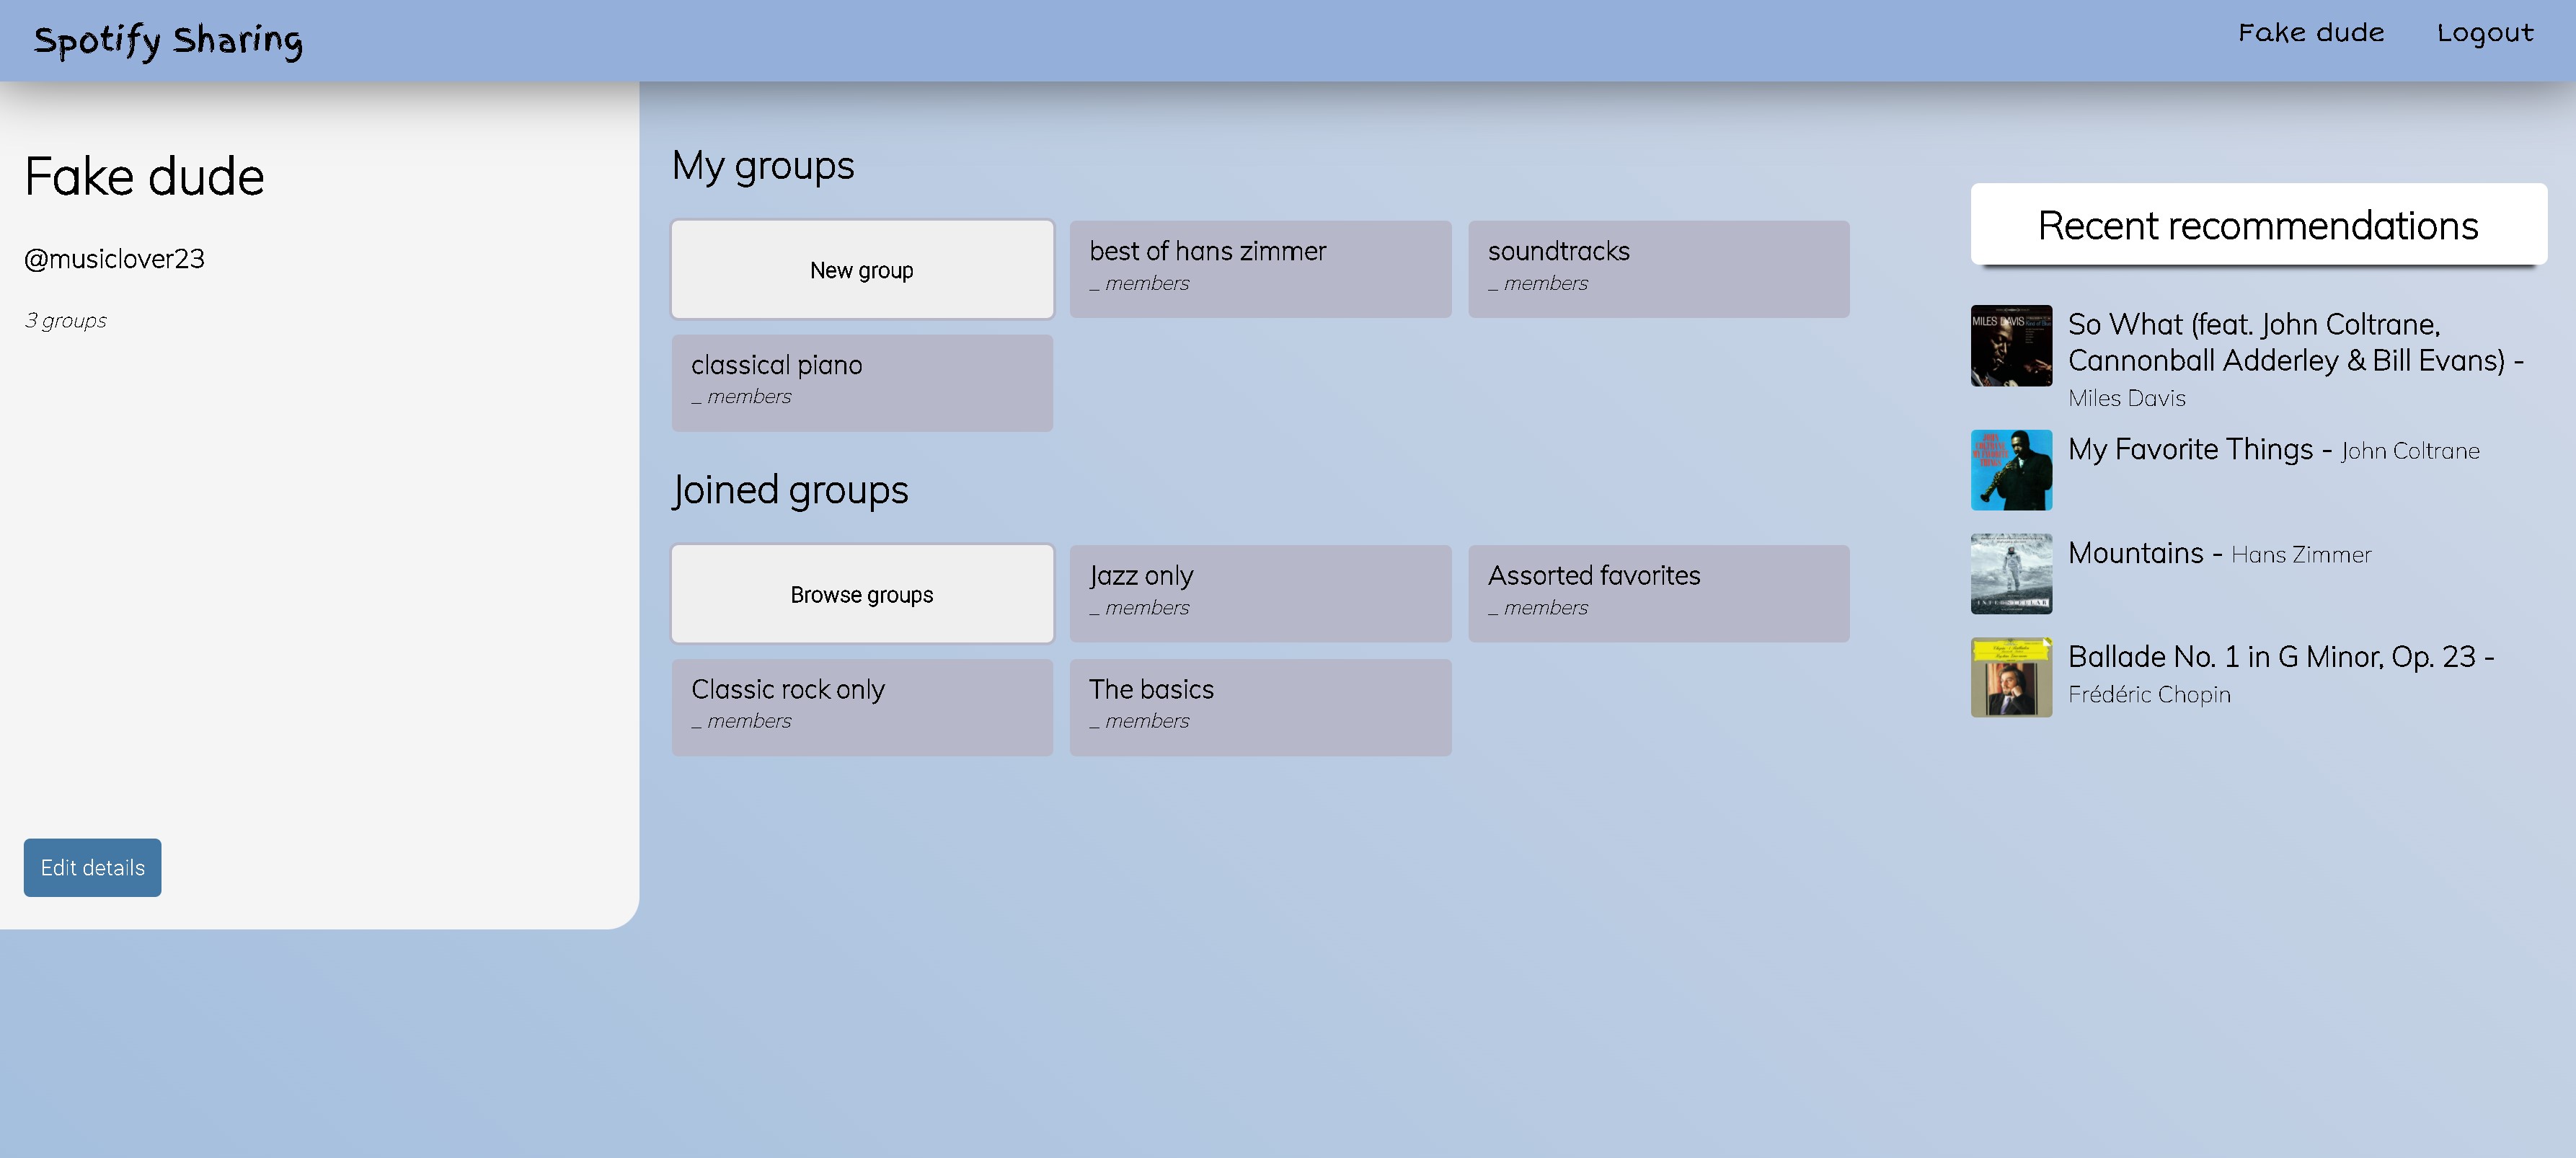 Spotify Sharing
Fake dude
Logout
Fake dude
@musiclover23
3 groups
Edit details
My groups
New group
best of hans zimmer
_ members
soundtracks
_ members
classical piano
_ members
Joined groups
Browse groups
Jazz only
_ members
Assorted favorites
_ members
Classic rock only
_ members
The basics
_ members
Recent recommendations
MILES DAVIS
So What (feat. John Coltrane,
Cannonball Adderley & Bill Evans) -
Miles Davis
My Favorite Things - John Coltrane
Mountains - Hans Zimmer
Ballade No. 1 in G Minor, Op. 23 -
Frédéric Chopin